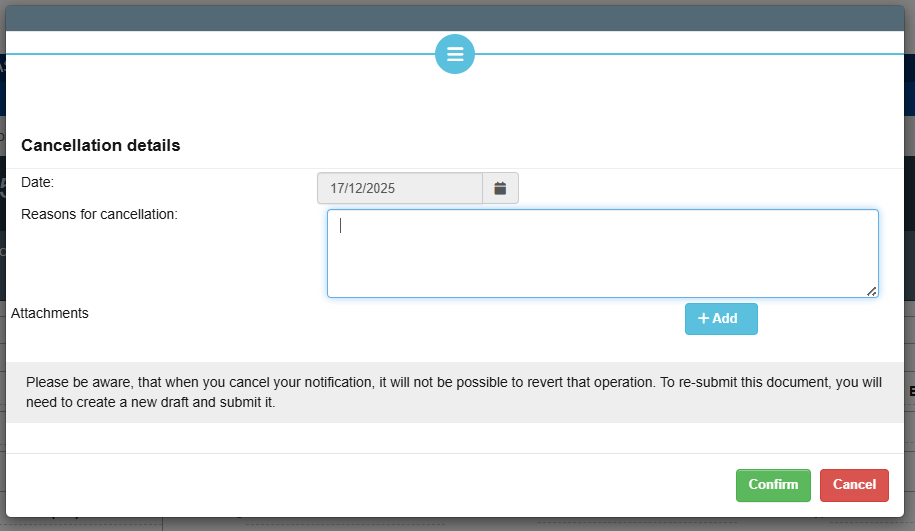 Cancellation details
Date:
17/12/2025
Reasons for cancellation:
Attachments
+ Add
Please be aware, that when you cancel your notification, it will not be possible to revert that operation. To re-submit this document, you will
need to create a new draft and submit it.
Confirm
Cancel